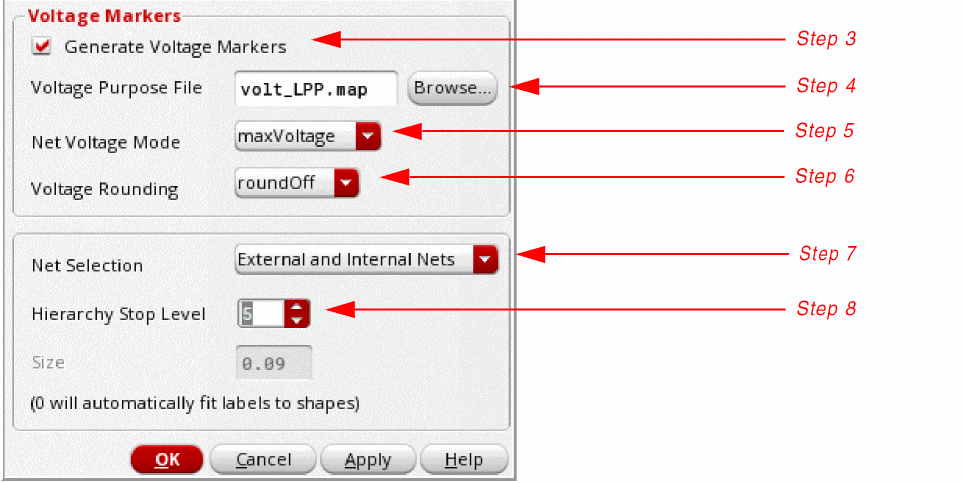 Voltage Markers
Generate Voltage Markers Step 3
Voltage Purpose File volt_LPP.map Browse... Step 4
Net Voltage Mode maxVoltage Step 5
Voltage Rounding roundOff Step 6
Net Selection External and Internal Nets Step 7
Hierarchy Stop Level 5 Step 8
Size 0.09
(0 will automatically fit labels to shapes)
OK Cancel Apply Help